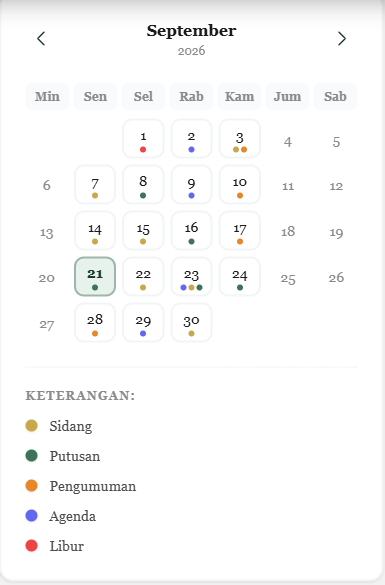 September
2026
Min Sen Sel Rab Kam Jum Sab
1 2 3 4 5
6 7 8 9 10 11 12
13 14 15 16 17 18 19
20 21 22 23 24 25 26
27 28 29 30
KETERANGAN:
Sidang
Putusan
Pengumuman
Agenda
Libur